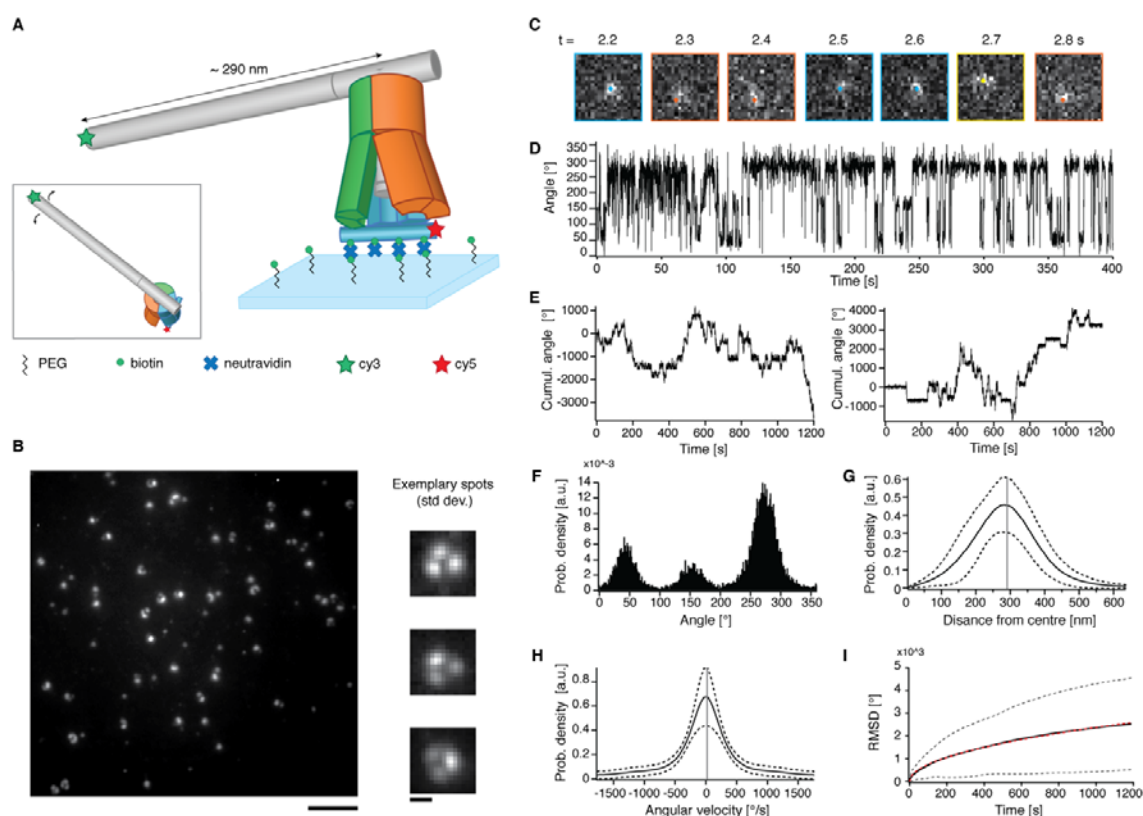 A
~ 290 nm
PEG
biotin
neutravidin
cy3
cy5
B
Exemplary spots
(std dev.)
C
t = 2.2 2.3 2.4 2.5 2.6 2.7 2.8 s
D
Angle [°]
350
300
250
200
150
100
50
0
0 50 100 150 200 250 300 350 400
Time [s]
E
Cumul. angle [°]
1000
0
-1000
-2000
-3000
0 200 400 600 800 1000 1200
Time [s]
Cumul. angle [°]
4000
3000
2000
1000
0
-1000
0 200 400 600 800 1000 1200
Time [s]
F
x10^-3
Prob. density [a.u.]
14
12
10
8
6
4
2
0
0 50 100 150 200 250 300 350
Angle [°]
G
Prob. density [a.u.]
0.6
0.5
0.4
0.3
0.2
0.1
0
0 100 200 300 400 500 600
Disance from centre [nm]
H
Prob. density [a.u.]
0.8
0.6
0.4
0.2
0
-1500 -1000 -500 0 500 1000 1500
Angular velocity [°/s]
I
x10^3
RMSD [°]
5
4
3
2
1
0
0 200 400 600 800 1000 1200
Time [s]